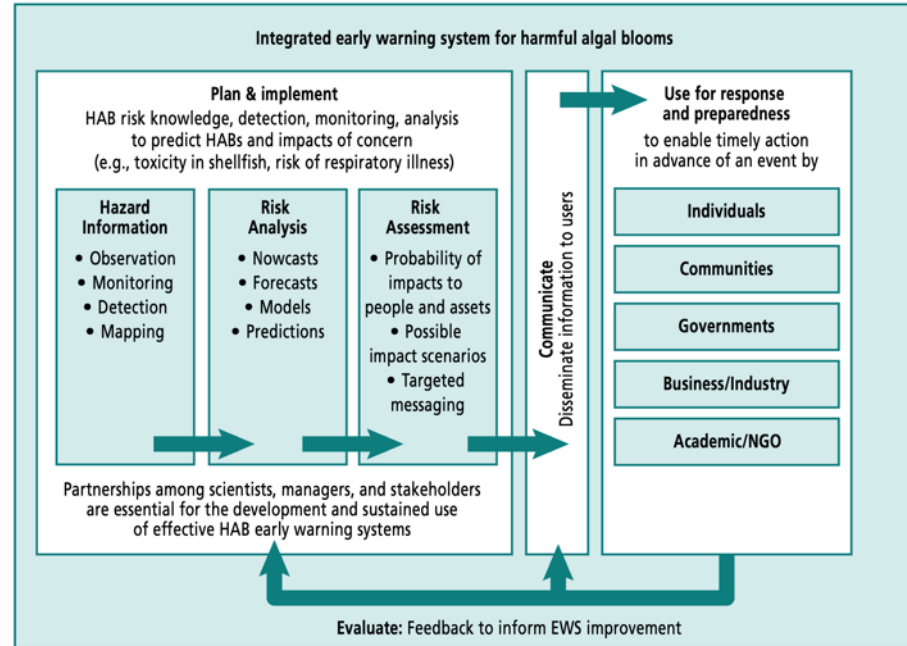 Integrated early warning system for harmful algal blooms
Plan & implement
HAB risk knowledge, detection, monitoring, analysis
to predict HABs and impacts of concern
(e.g., toxicity in shellfish, risk of respiratory illness)
Hazard
Information
• Observation
• Monitoring
• Detection
• Mapping
Risk
Analysis
• Nowcasts
• Forecasts
• Models
• Predictions
Risk
Assessment
• Probability of
impacts to
people and assets
• Possible
impact scenarios
• Targeted
messaging
Partnerships among scientists, managers, and stakeholders
are essential for the development and sustained use
of effective HAB early warning systems
Communicate
Disseminate information to users
Use for response
and preparedness
to enable timely action
in advance of an event by
Individuals
Communities
Governments
Business/Industry
Academic/NGO
Evaluate: Feedback to inform EWS improvement